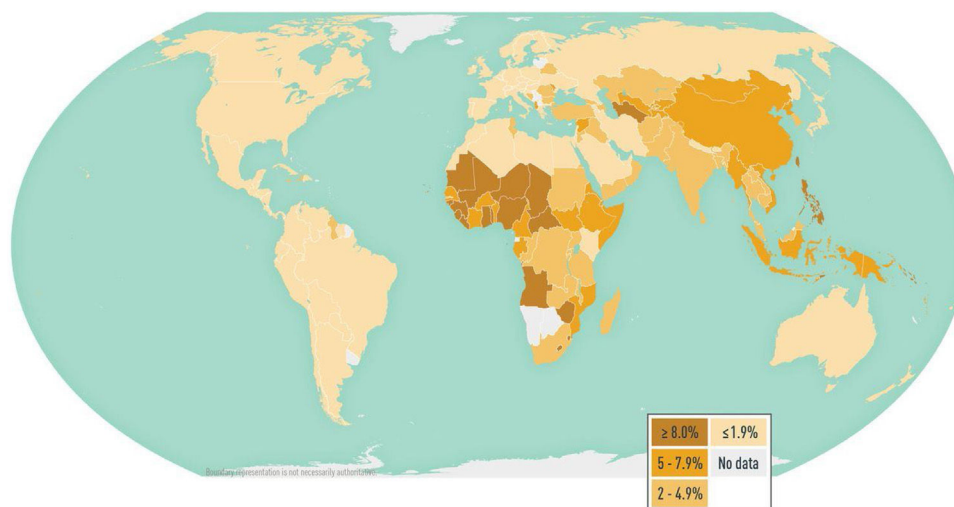 Boundary representation is not necessarily authoritative.
≥ 8.0% ≤1.9%
5 - 7.9% No data
2 - 4.9%